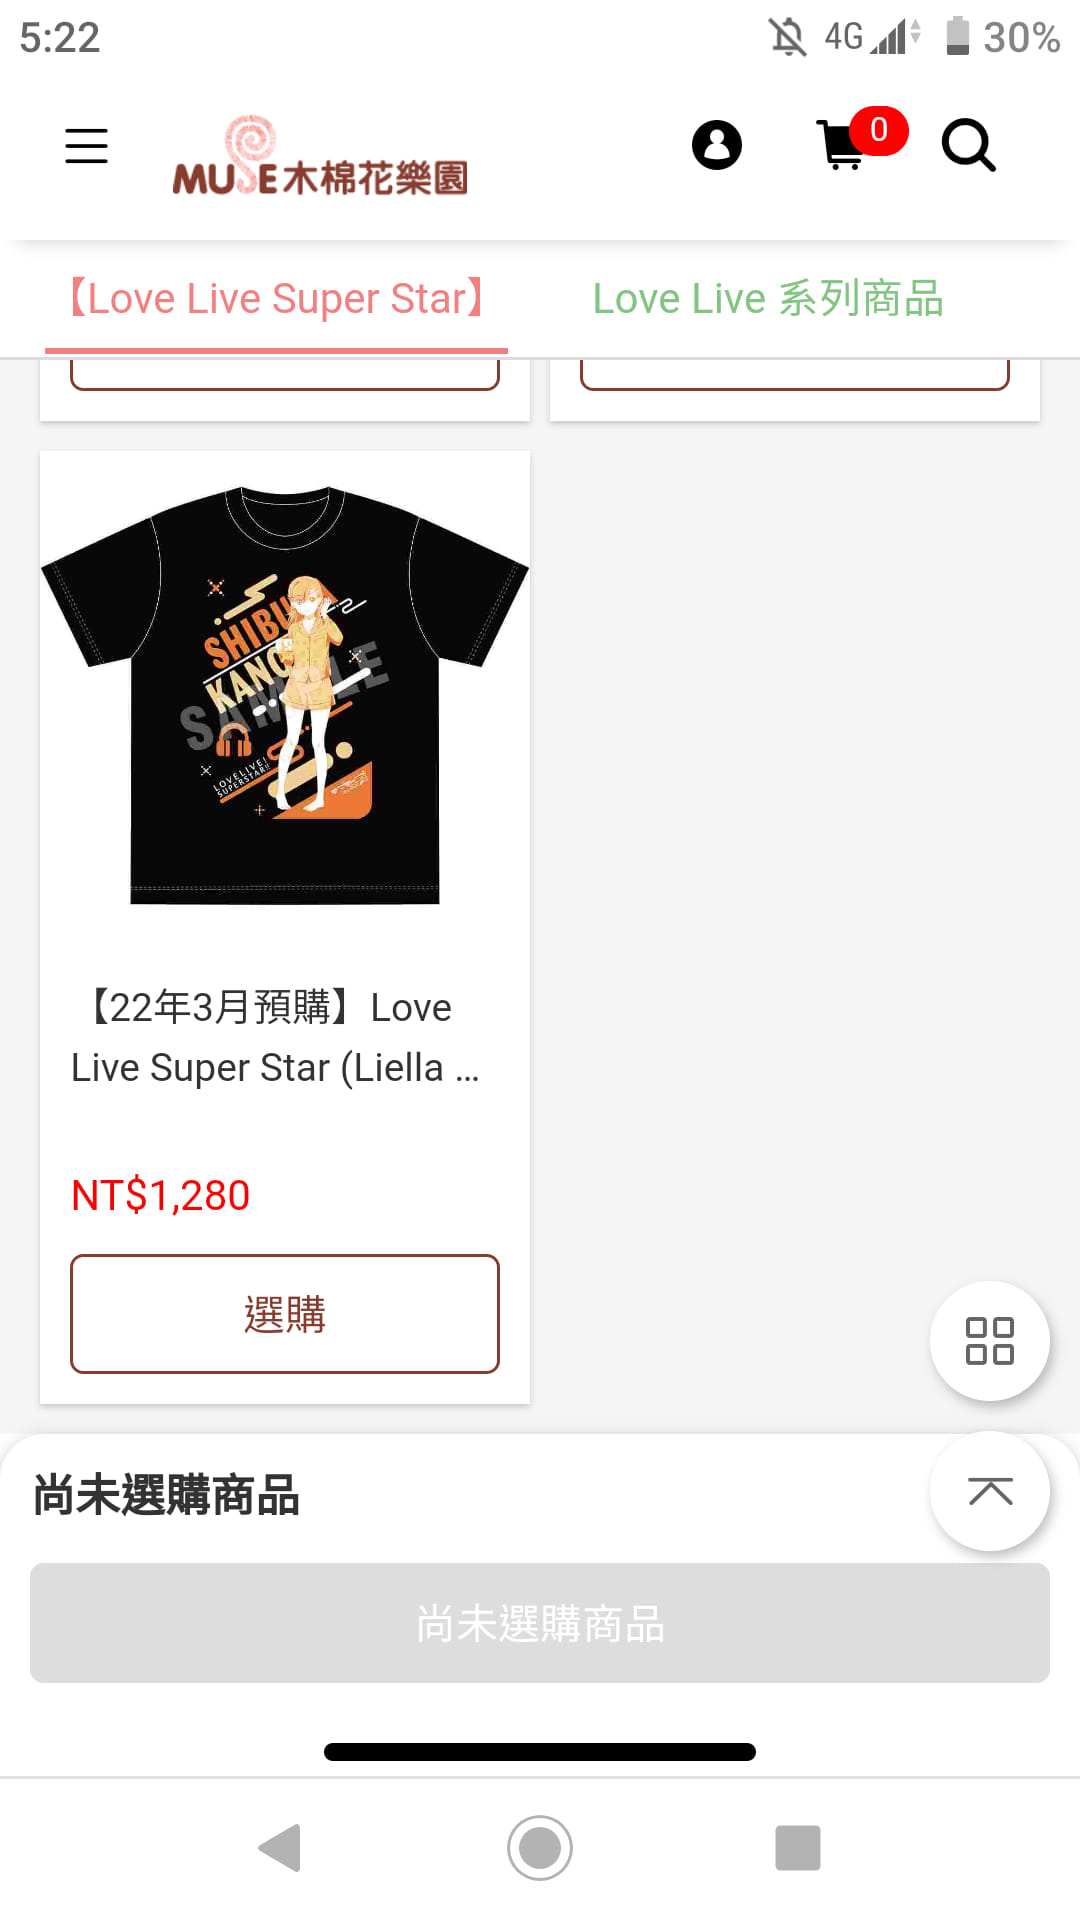 5:22
4G
30%
MUSE木棉花樂園
0
【Love Live Super Star】
Love Live 系列商品
SHIBU
KANO
SAMPLE
LOVELIVE!
SUPERSTAR!!
【22年3月預購】Love
Live Super Star (Liella ...
NT$1,280
選購
尚未選購商品
尚未選購商品